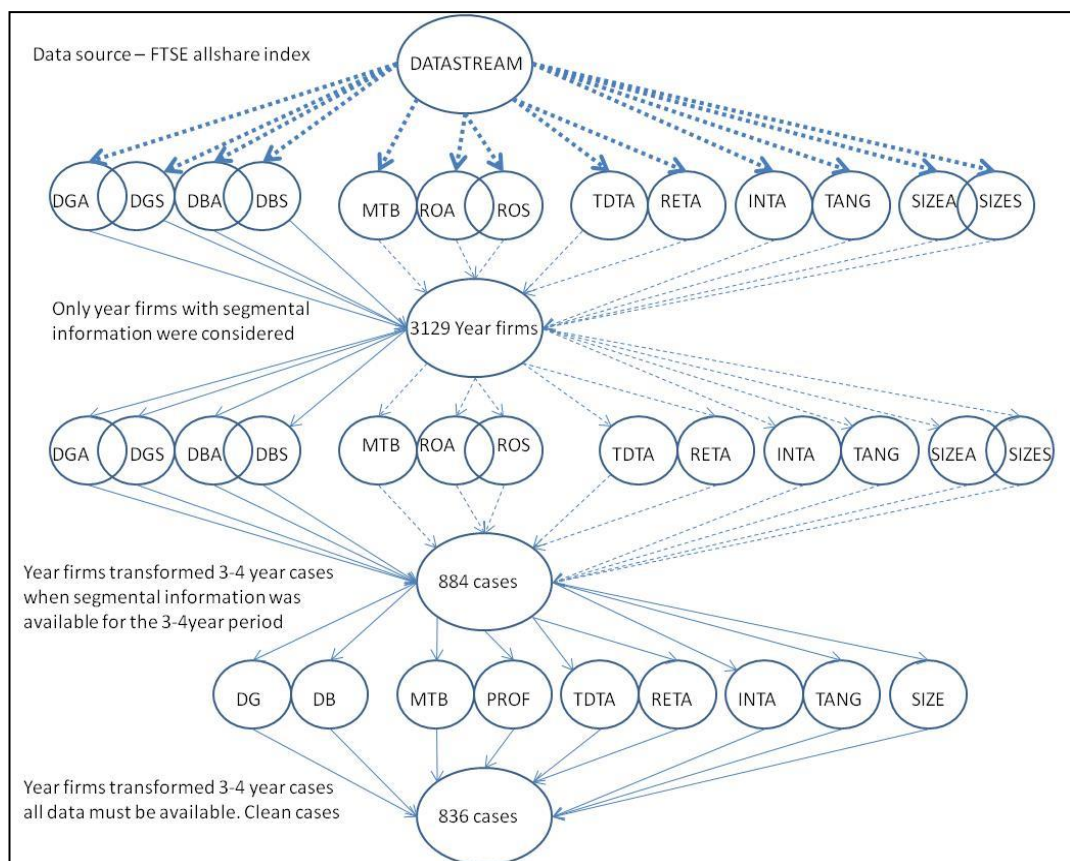 Data source – FTSE allshare index
DATASTREAM
DGA DGS DBA DBS MTB ROA ROS TDTA RETA INTA TANG SIZEA SIZES
Only year firms with segmental
information were considered
3129 Year firms
DGA DGS DBA DBS MTB ROA ROS TDTA RETA INTA TANG SIZEA SIZES
Year firms transformed 3-4 year cases
when segmental information was
available for the 3-4year period
884 cases
DG DB MTB PROF TDTA RETA INTA TANG SIZE
Year firms transformed 3-4 year cases
all data must be available. Clean cases
836 cases